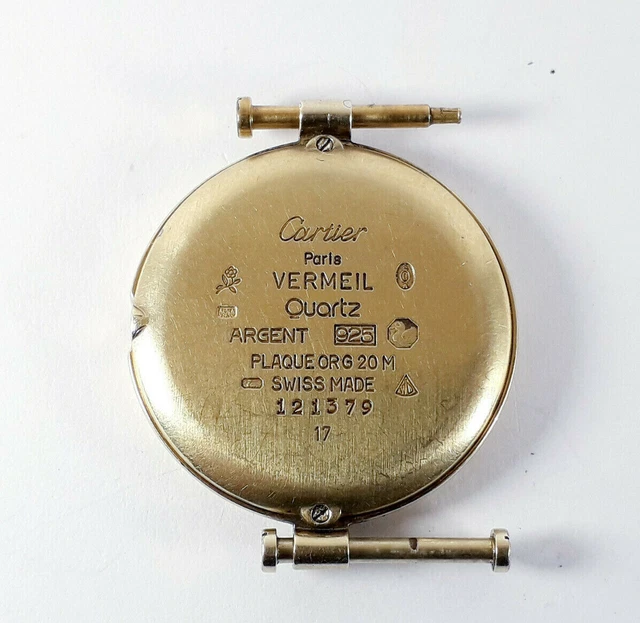 Cartier
Paris
VERMEIL
Quartz
ARGENT 925
PLAQUE OR G 20 M
SWISS MADE
121379
17